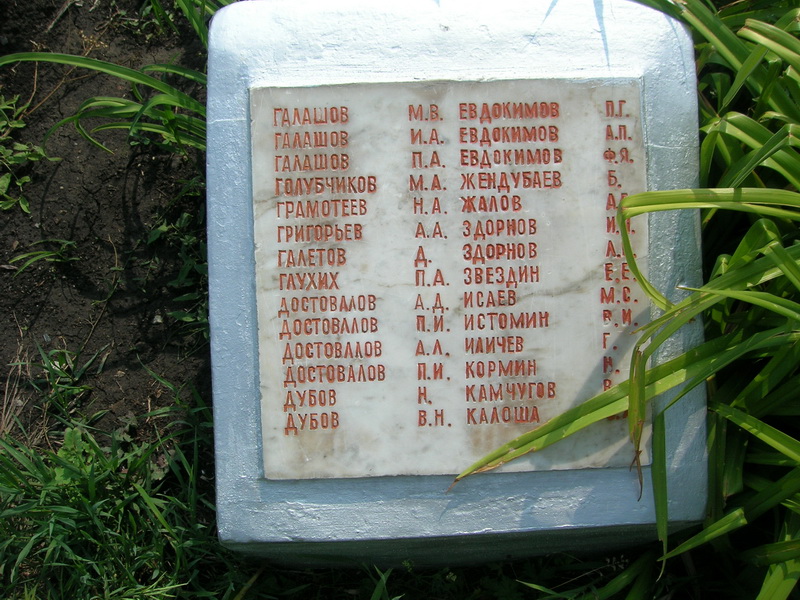 ГАЛАШОВ М.В. ЕВДОКИМОВ П.Г.
ГАЛАШОВ И.А. ЕВДОКИМОВ А.П.
ГАЛАШОВ П.А. ЕВДОКИМОВ Ф.Я.
ГОЛУБЧИКОВ М.А. ЖЕНДУБАЕВ Б.
ГРАМОТЕЕВ Н.А. ЖАЛОВ
ГРИГОРЬЕВ А.А. ЗДОРНОВ
ГАЛЕТОВ Д. ЗДОРНОВ
ГЛУХИХ П.А. ЗВЕЗДИН Е.Е.
ДОСТОВАЛОВ А.Д. ИСАЕВ М.С.
ДОСТОВАЛОВ П.И. ИСТОМИН В.И.
ДОСТОВАЛОВ А.Л. ИЛИЧЕВ Г.
ДОСТОВАЛОВ П.И. КОРМИН
ДУБОВ Н. КАМЧУГОВ
ДУБОВ В.Н. КАЛОША